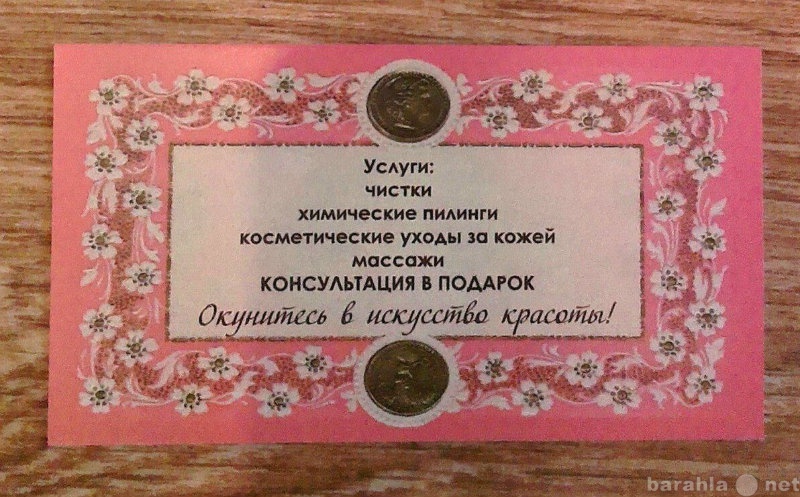 Услуги:
чистки
химические пилинги
косметические уходы за кожей
массажи
КОНСУЛЬТАЦИЯ В ПОДАРОК
Окунитесь в искусство красоты!
barahla net